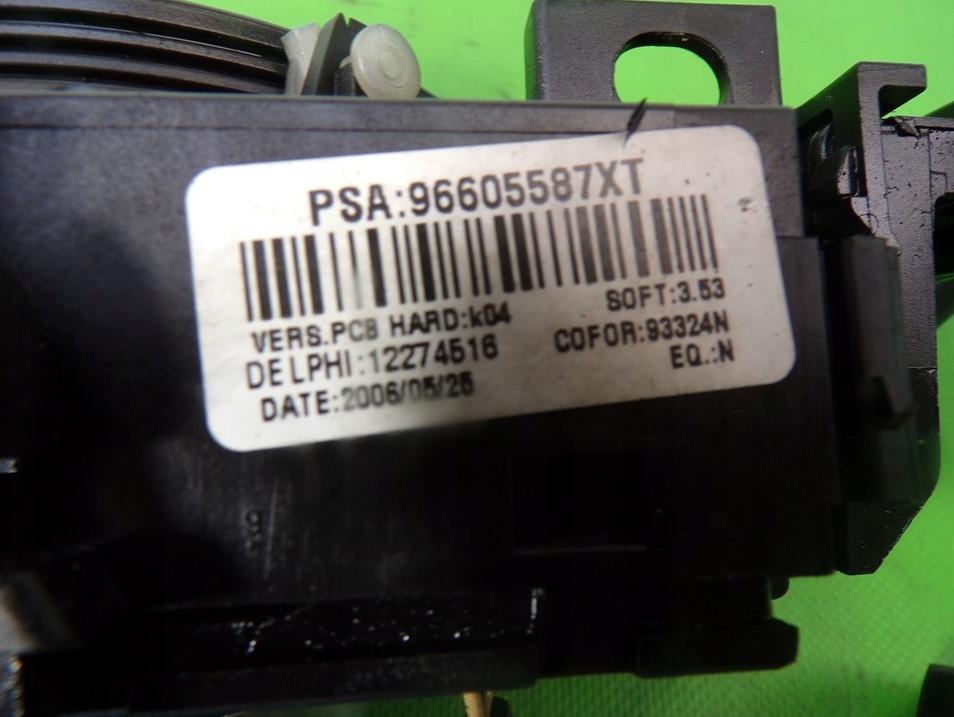 PSA:96605587XT
VERS.PCB HARD:k04 SOFT:3.53
DELPHI:12274516 COFOR:93324N
DATE:2006/05/25 EQ.:N